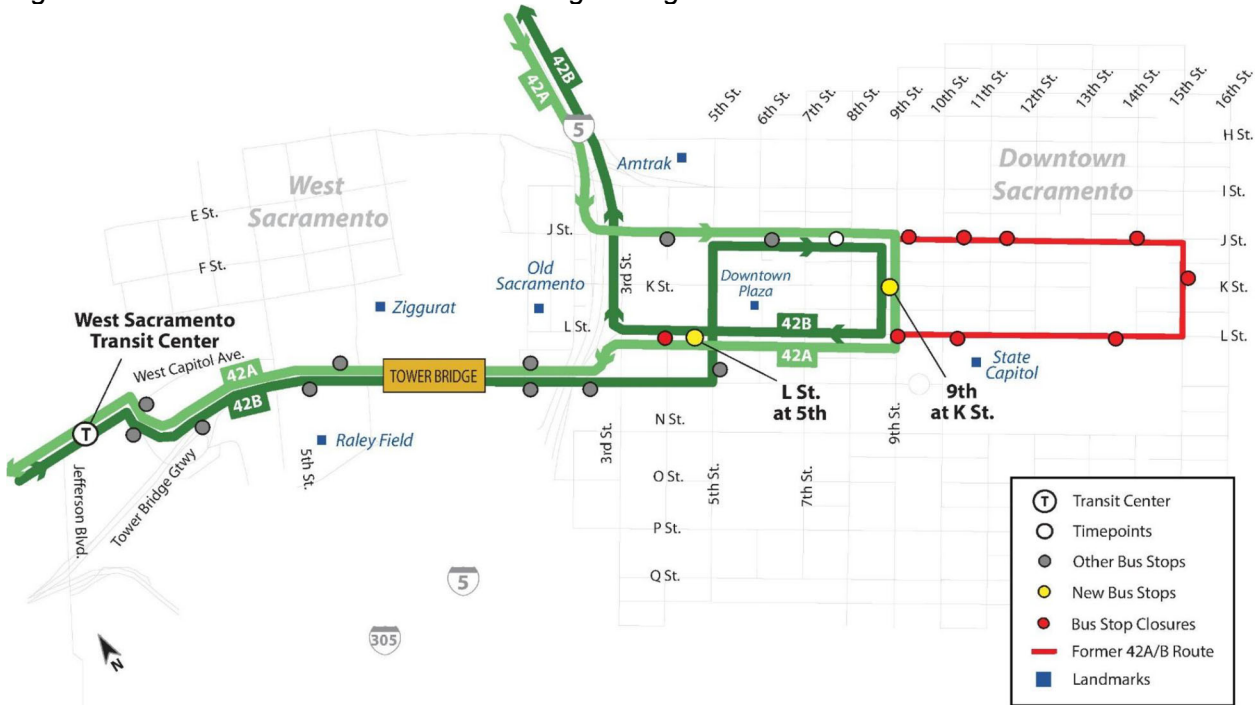 42A
42B
5
5th St.
6th St.
7th St.
8th St.
9th St.
10th St.
11th St.
12th St.
13th St.
14th St.
15th St.
16th St.
H St.
I St.
J St.
K St.
L St.
Amtrak
Downtown
Sacramento
West
Sacramento
E St.
F St.
J St.
3rd St.
K St.
L St.
Old
Sacramento
Ziggurat
Downtown
Plaza
42B
42A
West Sacramento
Transit Center
West Capitol Ave.
42A
42B
TOWER BRIDGE
T
State
Capitol
L St.
at 5th
9th
at K St.
Raley Field
Jefferson Blvd.
Tower Bridge Gtwy
5th St.
3rd St.
N St.
O St.
P St.
Q St.
5th St.
7th St.
9th St.
5
305
N
T Transit Center
Timepoints
Other Bus Stops
New Bus Stops
Bus Stop Closures
Former 42A/B Route
Landmarks